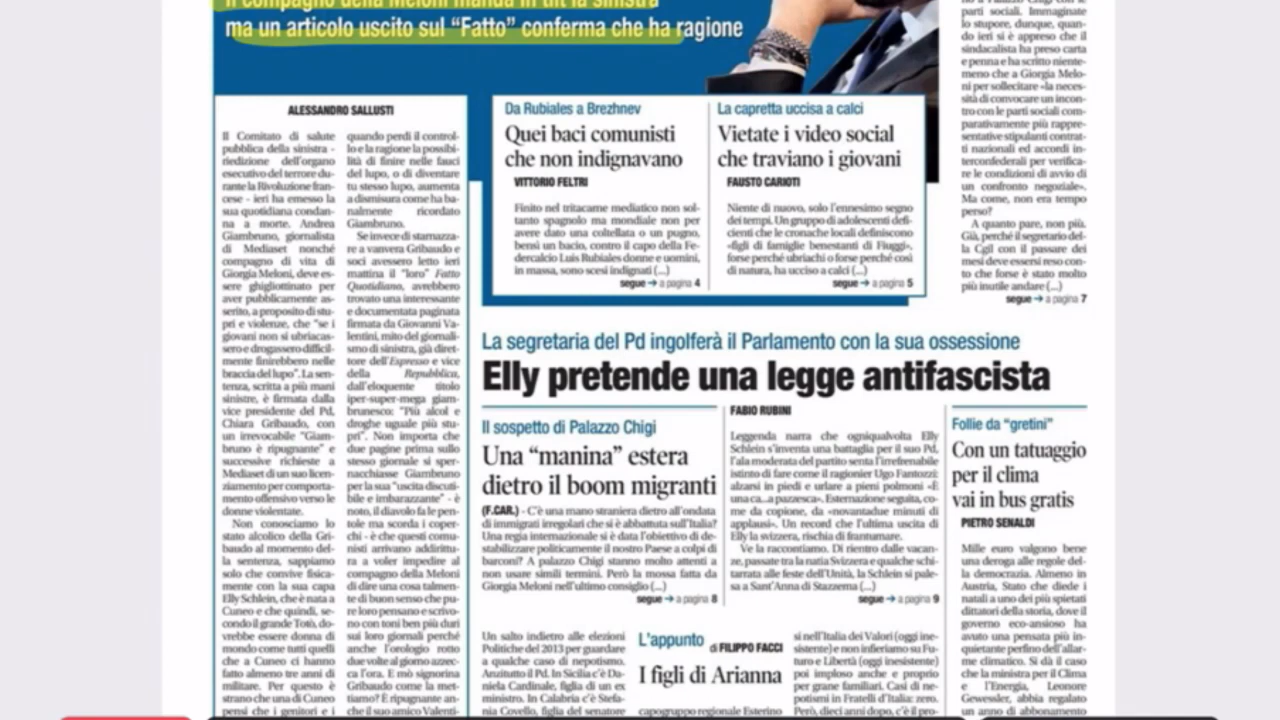 Il compagno della Meloni manda in tilt la sinistra
ma un articolo uscito sul “Fatto” conferma che ha ragione
ALESSANDRO SALLUSTI
Il Comitato di salute
pubblica della sinistra -
riedizione dell'organo
esecutivo del terrore du-
rante la Rivoluzione fran-
cese - ieri ha emesso la
sua quotidiana condan-
na a morte. Andrea
Giambruno, giornalista
di Mediaset nonché
compagno di vita di
Giorgia Meloni, deve es-
sere ghigliottinato per
aver pubblicamente as-
serito, a proposito di stu-
pri e violenze, che “se i
giovani non si ubriacas-
sero e drogassero difficil-
mente finirebbero nelle
braccia del lupo”. La sen-
tenza, scritta a più mani
sinistre, è firmata dalla
vice presidente del Pd,
Chiara Gribaudo, con
un irrevocabile “Giam-
bruno è ripugnante” e
successive richieste a
Mediaset di un suo licen-
ziamento per comporta-
mento offensivo verso le
donne violentate.
Non conosciamo lo
stato alcolico della Gri-
baudo al momento del-
la sentenza, sappiamo
solo che convive fisica-
mente con la sua capa
Elly Schlein, che è nata a
Cuneo e che quindi, se-
condo il grande Totò, do-
vrebbe essere donna di
mondo come tutti quelli
che a Cuneo ci hanno
fatto almeno tre anni di
militare. Per questo è
strano che una di Cuneo
pensi che i genitori e i
quando perdi il control-
lo e la ragione la possibi-
lità di finire nelle fauci
del lupo, o di diventare
tu stesso lupo, aumenta
a dismisura come ha ba-
nalmente ricordato
Giambruno.
Se invece di starnazza-
re a vanvera Gribaudo e
soci avessero letto ieri
mattina il “loro” Fatto
Quotidiano, avrebbero
trovato una interessante
e documentata paginata
firmata da Giovanni Va-
lentini, mito del giornali-
smo di sinistra, già diret-
tore dell'Espresso e vice
della Repubblica,
dall'eloquente titolo
iper-super-mega giam-
brunesco: “Più alcol e
droghe uguale più stu-
pri”. Non importa che
due pagine prima sullo
stesso giornale si sper-
nacchiasse Giambruno
per la sua “uscita discuti-
bile e imbarazzante” - è
noto, il diavolo fa le pen-
tole ma scorda i coper-
chi - è che questi comu-
nisti arrivano addirittu-
ra a voler impedire al
compagno della Meloni
di dire una cosa talmen-
te di buon senso che pu-
re loro pensano e scrivo-
no con toni ben più duri
sui loro giornali perché
anche l'orologio rotto
due volte al giorno azzec-
ca l'ora. E mò signorina
Gribaudo come la met-
tiamo? È ripugnante an-
che il suo amico Valenti-
Da Rubiales a Brezhnev
Quei baci comunisti
che non indignavano
VITTORIO FELTRI
Finito nel tritacarne mediatico non sol-
tanto spagnolo ma mondiale non per
avere dato una coltellata o un pugno,
bensì un bacio, contro il capo della Fe-
dercalcio Luis Rubiales donne e uomini,
in massa, sono scesi indignati (...)
segue ➔ a pagina 4
La capretta uccisa a calci
Vietate i video social
che traviano i giovani
FAUSTO CARIOTI
Niente di nuovo, solo l'ennesimo segno
dei tempi. Un gruppo di adolescenti defi-
cienti che le cronache locali definiscono
«figli di famiglie benestanti di Fiuggi»,
forse perché ubriachi o forse perché così
di natura, ha ucciso a calci (...)
segue ➔ a pagina 5
parti sociali. Immaginate
lo stupore, dunque, quan-
do ieri si è appreso che il
sindacalista ha preso carta
e penna e ha scritto niente-
meno che a Giorgia Melo-
ni per sollecitare «la neces-
sità di convocare un incon-
tro con le parti sociali com-
parativamente più rappre-
sentative stipulanti contrat-
ti nazionali ed accordi in-
terconfederali per verifica-
re le condizioni di avvio di
un confronto negoziale».
Ma come, non era tempo
perso?
A quanto pare, non più.
Già, perché il segretario del-
la Cgil con il passare dei
mesi deve essersi reso con-
to che forse è stato molto
più inutile andare (...)
segue ➔ a pagina 7
La segretaria del Pd ingolferà il Parlamento con la sua ossessione
Elly pretende una legge antifascista
Il sospetto di Palazzo Chigi
Una “manina” estera
dietro il boom migranti
(F.CAR.) - C'è una mano straniera dietro all'ondata
di immigrati irregolari che si è abbattuta sull'Italia?
Una regia internazionale si è data l'obiettivo di de-
stabilizzare politicamente il nostro Paese a colpi di
barconi? A palazzo Chigi stanno molto attenti a
non usare simili termini. Però la mossa fatta da
Giorgia Meloni nell'ultimo consiglio (...)
segue ➔ a pagina 8
FABIO RUBINI
Leggenda narra che ogniqualvolta Elly
Schlein s'inventa una battaglia per il suo Pd,
l'ala moderata del partito senta l'irrefrenabile
istinto di fare come il ragionier Ugo Fantozzi:
alzarsi in piedi e urlare a pieni polmoni «È
una ca...a pazzesca». Esternazione seguita, co-
me da copione, da «novantadue minuti di
applausi». Un record che l'ultima uscita di
Elly la svizzera, rischia di frantumare.
Ve la raccontiamo. Di rientro dalle vacan-
ze, passate tra la natia Svizzera e qualche schi-
tarrata alle feste dell'Unità, la Schlein si pale-
sa a Sant'Anna di Stazzema (...)
segue ➔ a pagina 9
Follie da “gretini”
Con un tatuaggio
per il clima
vai in bus gratis
PIETRO SENALDI
Mille euro valgono bene
una deroga alle regole del-
la democrazia. Almeno in
Austria, Stato che diede i
natali a uno dei più spietati
dittatori della storia, dove il
governo eco-ansioso ha
avuto una pensata più in-
quietante perfino dell'allar-
me climatico. Si dà il caso
che la ministra per il Clima
e l'Energia, Leonore
Gewessler, abbia regalato
un anno di abbonamento
Un salto indietro alle elezioni
Politiche del 2013 per guardare
a qualche caso di nepotismo.
Anzitutto il Pd. In Sicilia c'è Da-
niela Cardinale, figlia di un ex
ministro. In Calabria c'è Stefa-
nia Covello, figlia del senatore
L'appunto
di FILIPPO FACCI
I figli di Arianna
capogruppo regionale Esterino
si nell'Italia dei Valori (oggi ine-
sistente) e non infieriamo su Fu-
turo e Libertà (oggi inesistente)
poi imploso anche e proprio
per grane familiari. Casi di ne-
potismi in Fratelli d'Italia: zero.
Però, dieci anni dopo, c'è il pro-